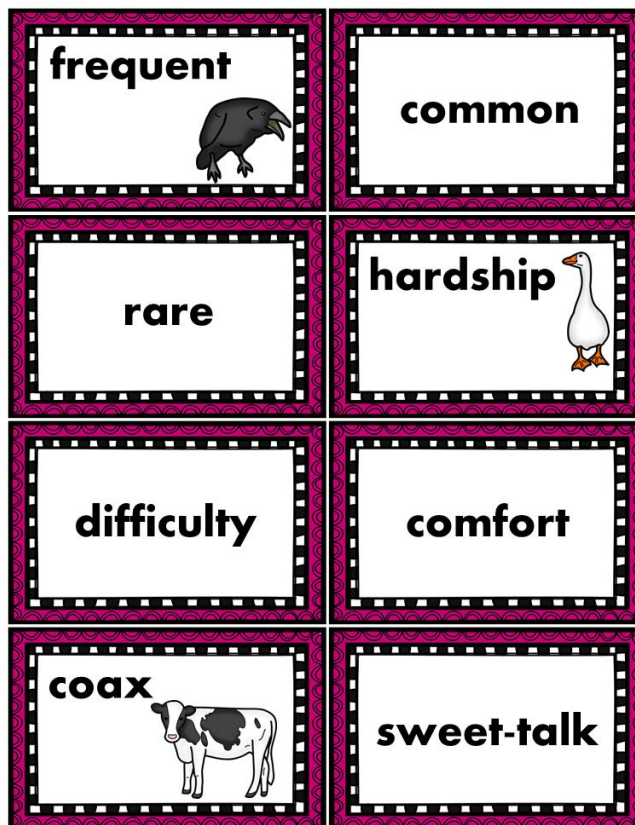 frequent
common
rare
hardship
difficulty
comfort
coax
sweet-talk